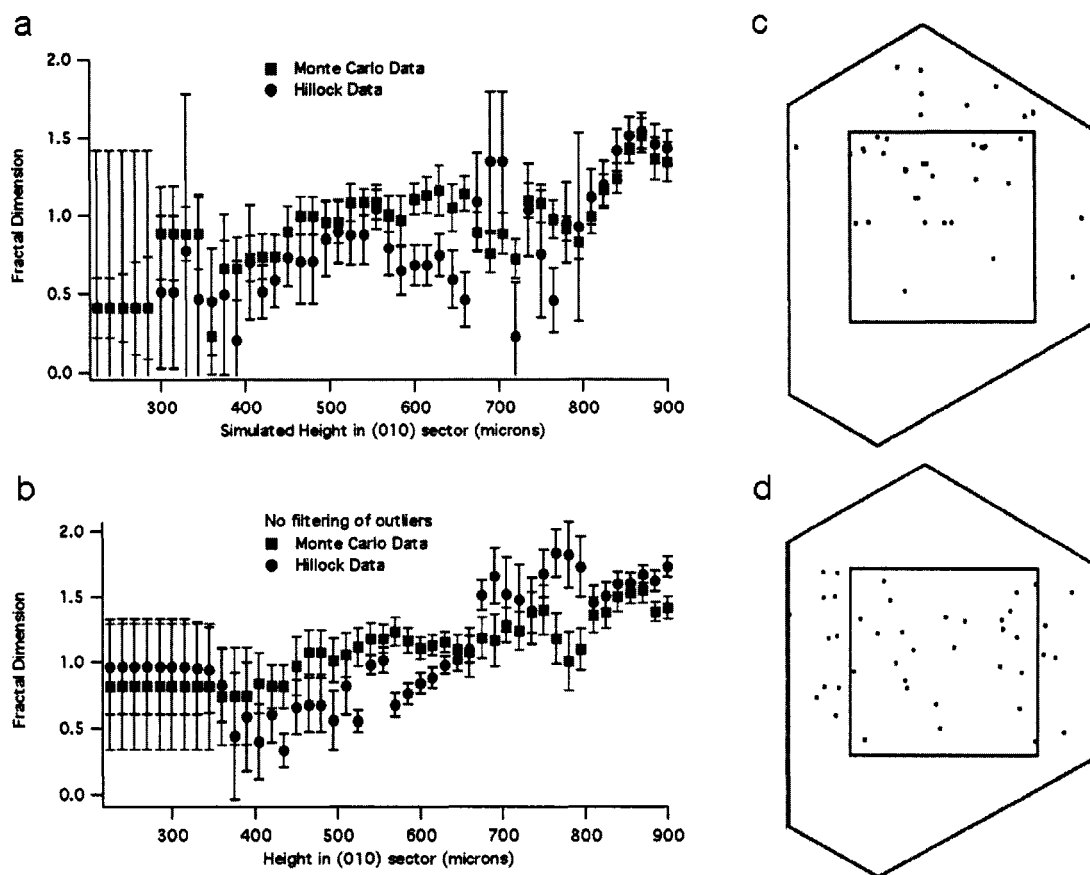 a
2.0
Monte Carlo Data
Hillock Data
1.5
1.0
0.5
0.0
Fractal Dimension
300 400 500 600 700 800 900
Simulated Height in (010) sector (microns)
b
No filtering of outliers
2.0
Monte Carlo Data
Hillock Data
1.5
1.0
0.5
0.0
Fractal Dimension
300 400 500 600 700 800 900
Height in (010) sector (microns)
c
d